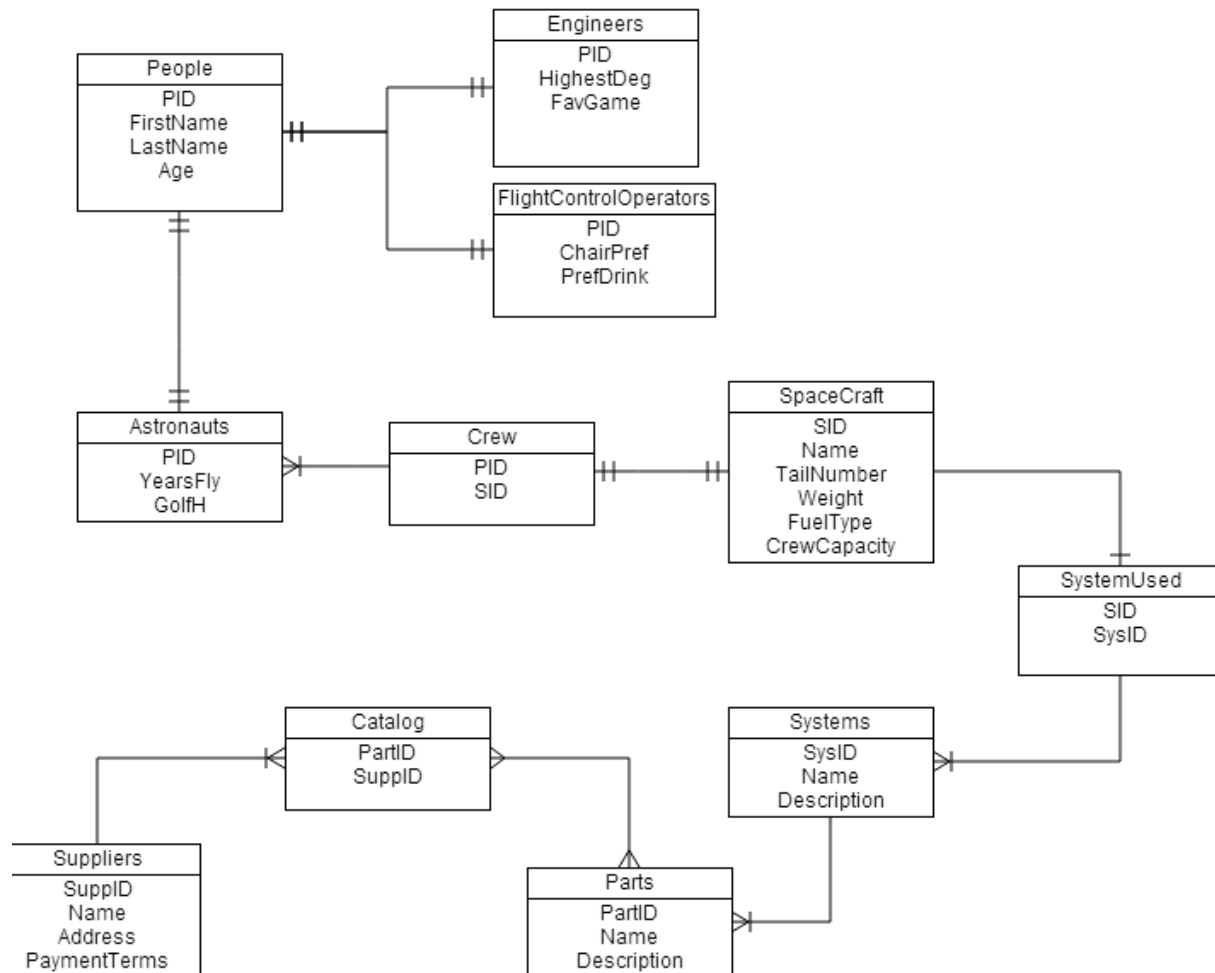 People
PID
FirstName
LastName
Age
Engineers
PID
HighestDeg
FavGame
FlightControlOperators
PID
ChairPref
PrefDrink
Astronauts
PID
YearsFly
GolfH
Crew
PID
SID
SpaceCraft
SID
Name
TailNumber
Weight
FuelType
CrewCapacity
SystemUsed
SID
SysID
Catalog
PartID
SuppID
Systems
SysID
Name
Description
Suppliers
SuppID
Name
Address
PaymentTerms
Parts
PartID
Name
Description